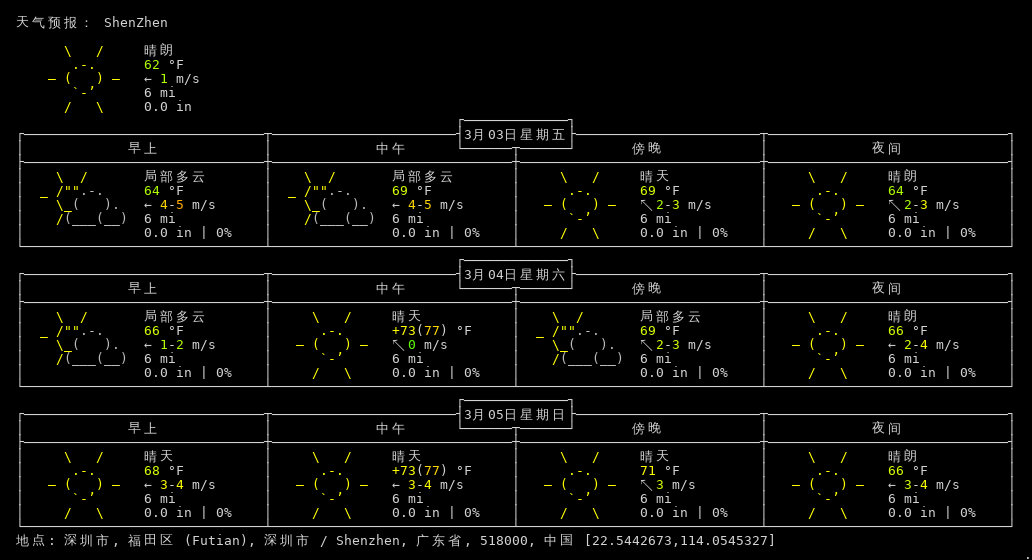 天气预报： ShenZhen
晴朗
62 °F
← 1 m/s
6 mi
0.0 in
3月03日星期五
早上 中午 傍晚 夜间
局部多云 局部多云 晴天 晴朗
64 °F 69 °F 69 °F 64 °F
← 4-5 m/s ← 4-5 m/s ↖ 2-3 m/s ↖ 2-3 m/s
6 mi 6 mi 6 mi 6 mi
0.0 in | 0% 0.0 in | 0% 0.0 in | 0% 0.0 in | 0%
3月04日星期六
早上 中午 傍晚 夜间
局部多云 晴天 局部多云 晴朗
66 °F +73(77) °F 69 °F 66 °F
← 1-2 m/s ↖ 0 m/s ↖ 2-3 m/s ← 2-4 m/s
6 mi 6 mi 6 mi 6 mi
0.0 in | 0% 0.0 in | 0% 0.0 in | 0% 0.0 in | 0%
3月05日星期日
早上 中午 傍晚 夜间
晴天 晴天 晴天 晴朗
68 °F +73(77) °F 71 °F 66 °F
← 3-4 m/s ← 3-4 m/s ↖ 3 m/s ← 3-4 m/s
6 mi 6 mi 6 mi 6 mi
0.0 in | 0% 0.0 in | 0% 0.0 in | 0% 0.0 in | 0%
地点: 深圳市, 福田区 (Futian), 深圳市 / Shenzhen, 广东省, 518000, 中国 [22.5442673,114.0545327]